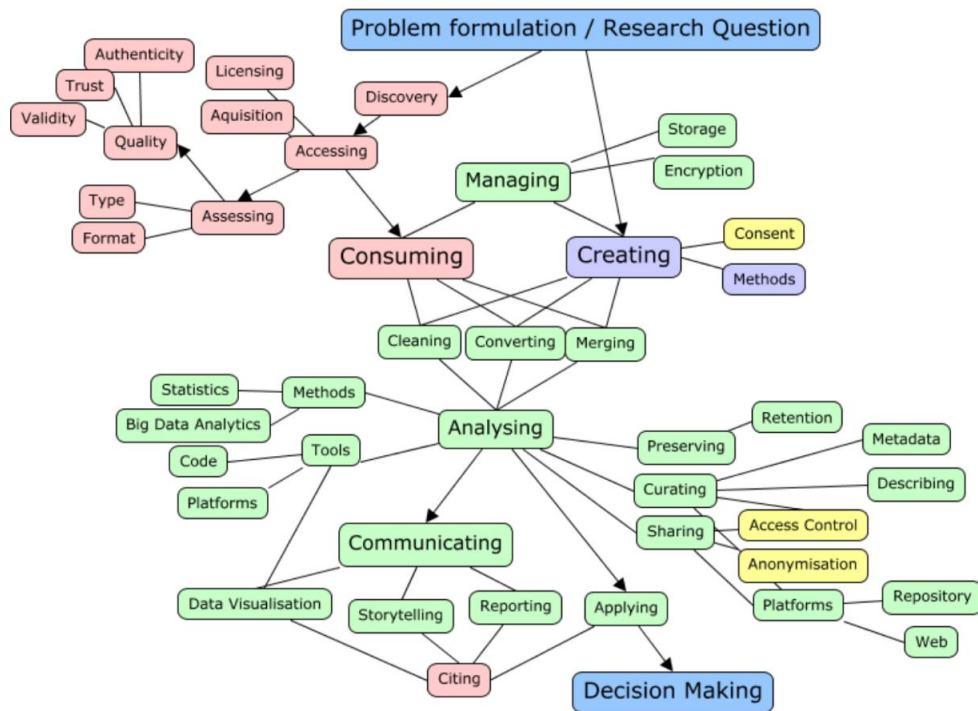 Problem formulation / Research Question
Authenticity
Licensing
Trust
Discovery
Validity
Aquisition
Quality
Accessing
Storage
Encryption
Managing
Type
Assessing
Format
Consent
Consuming
Creating
Methods
Cleaning
Converting
Merging
Statistics
Methods
Big Data Analytics
Analysing
Retention
Preserving
Metadata
Code
Tools
Platforms
Curating
Describing
Sharing
Access Control
Communicating
Anonymisation
Data Visualisation
Storytelling
Reporting
Applying
Platforms
Repository
Web
Citing
Decision Making